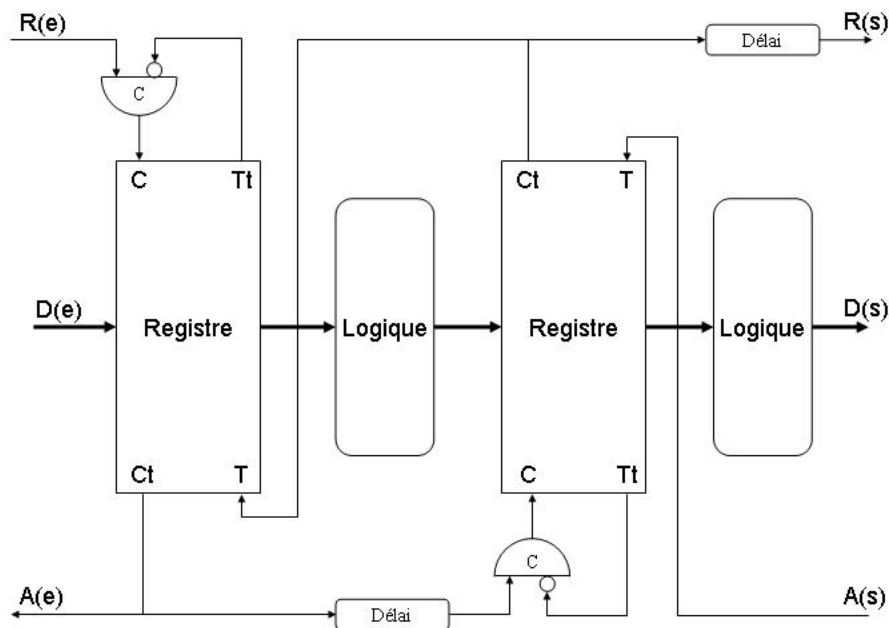 R(e)
R(s)
Délai
C
C
Tt
Ct
T
D(e)
Registre
Logique
Registre
Logique
D(s)
Ct
T
C
Tt
C
A(e)
Délai
A(s)